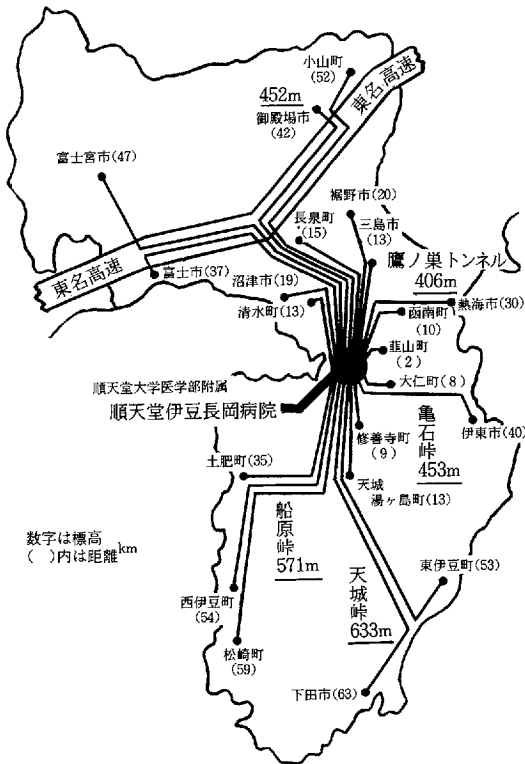 小山町
(52)
東名高速
452m
御殿場市
(42)
富士宮市(47)
裾野市(20)
長泉町
(15)
三島市
(13)
鷹ノ巣トンネル
406m
東名高速
富士市(37)
沼津市(19)
清水町(13)
熱海市(30)
函南町
(10)
韮山町
(2)
大仁町(8)
順天堂大学医学部附属
順天堂伊豆長岡病院
伊東市(40)
亀石峠
453m
修善寺町
(9)
土肥町(35)
天城
湯ヶ島町(13)
数字は標高
( )内は距離km
船原峠
571m
東伊豆町(53)
天城峠
633m
西伊豆町
(54)
松崎町
(59)
下田市(63)